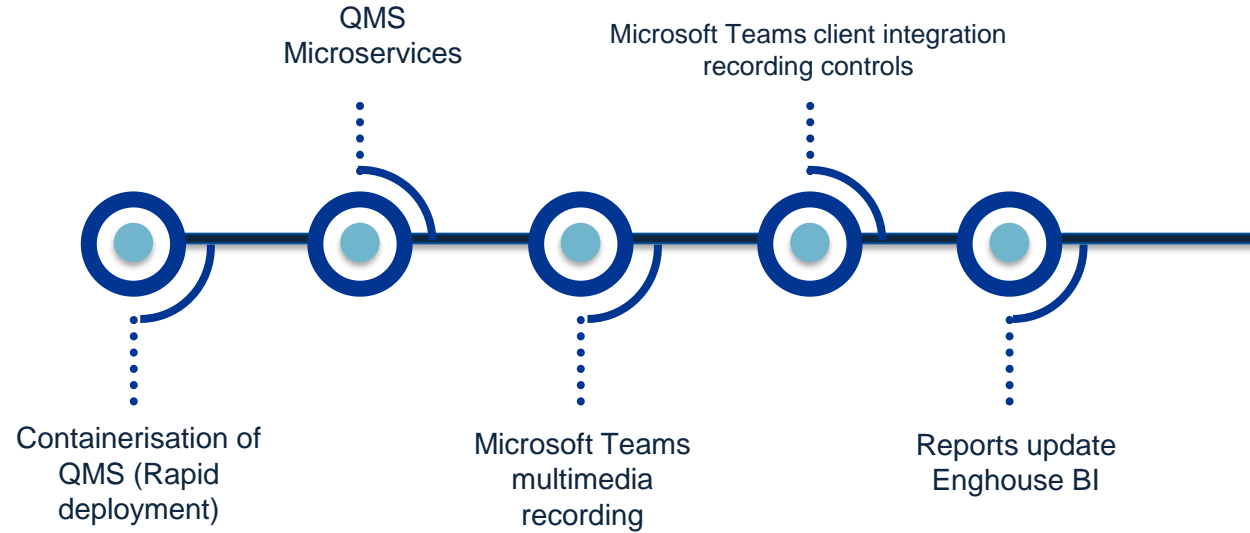 QMS
Microservices
Microsoft Teams client integration
recording controls
Containerisation of
QMS (Rapid
deployment)
Microsoft Teams
multimedia
recording
Reports update
Enghouse BI